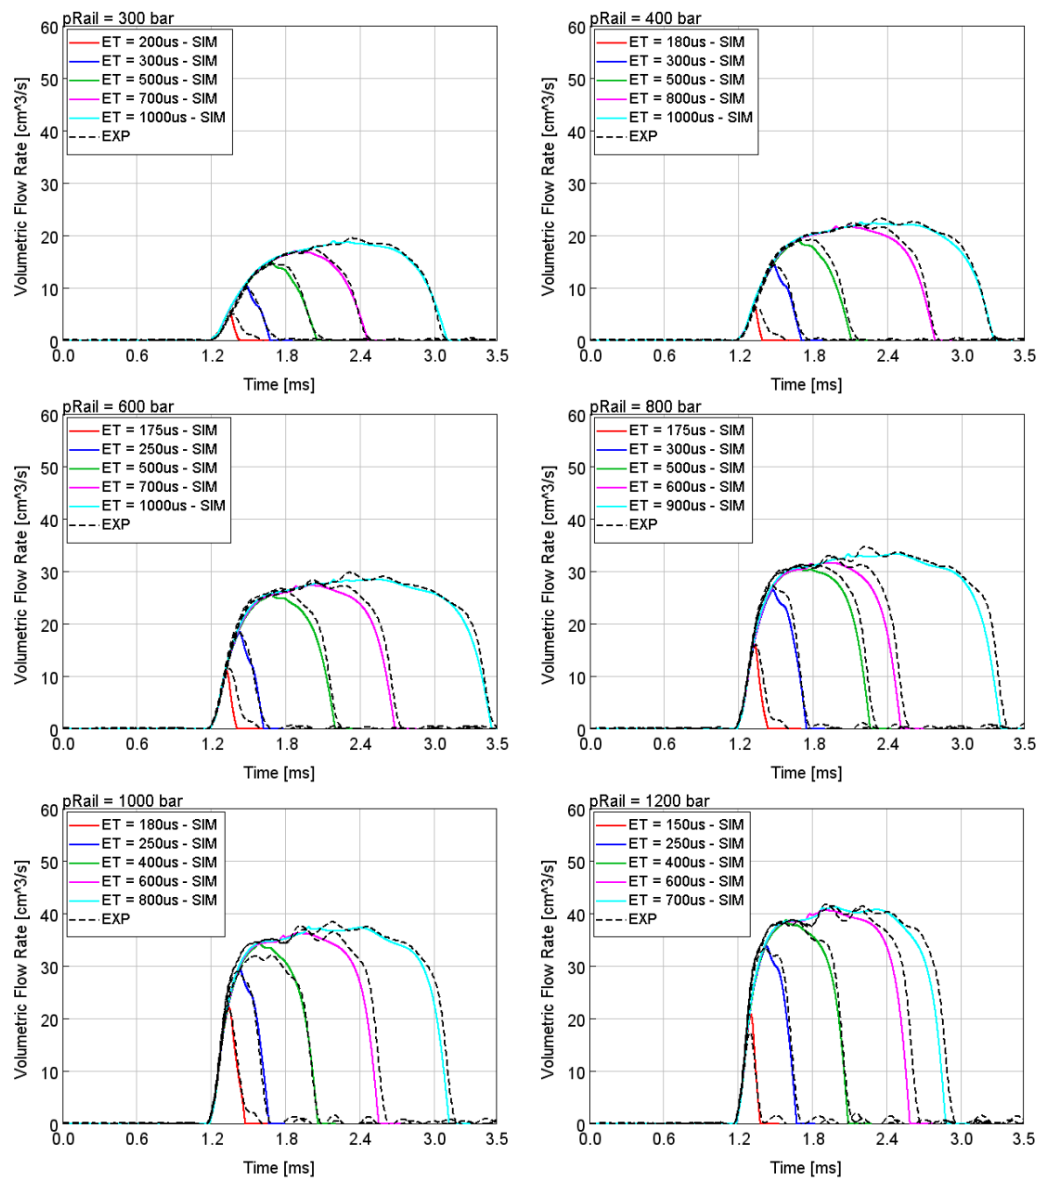 pRail = 300 bar
ET = 200us - SIM
ET = 300us - SIM
ET = 500us - SIM
ET = 700us - SIM
ET = 1000us - SIM
EXP
Volumetric Flow Rate [cm^3/s]
60
50
40
30
20
10
0
0.0 1.2 1.8 2.4 3.0 3.5
Time [ms]
pRail = 400 bar
ET = 180us - SIM
ET = 300us - SIM
ET = 500us - SIM
ET = 800us - SIM
ET = 1000us - SIM
EXP
Volumetric Flow Rate [cm^3/s]
60
50
40
30
20
10
0
0.0 1.2 1.8 2.4 3.0 3.5
Time [ms]
pRail = 600 bar
ET = 175us - SIM
ET = 250us - SIM
ET = 500us - SIM
ET = 700us - SIM
ET = 1000us - SIM
EXP
Volumetric Flow Rate [cm^3/s]
60
50
40
30
20
10
0
0.0 1.2 1.8 2.4 3.0 3.5
Time [ms]
pRail = 800 bar
ET = 175us - SIM
ET = 300us - SIM
ET = 500us - SIM
ET = 600us - SIM
ET = 900us - SIM
EXP
Volumetric Flow Rate [cm^3/s]
60
50
40
30
20
10
0
0.0 1.2 1.8 2.4 3.0 3.5
Time [ms]
pRail = 1000 bar
ET = 180us - SIM
ET = 250us - SIM
ET = 400us - SIM
ET = 600us - SIM
ET = 800us - SIM
EXP
Volumetric Flow Rate [cm^3/s]
60
50
40
30
20
10
0
0.0 1.2 1.8 2.4 3.0 3.5
Time [ms]
pRail = 1200 bar
ET = 150us - SIM
ET = 250us - SIM
ET = 400us - SIM
ET = 600us - SIM
ET = 700us - SIM
EXP
Volumetric Flow Rate [cm^3/s]
60
50
40
30
20
10
0
0.0 1.2 1.8 2.4 3.0 3.5
Time [ms]